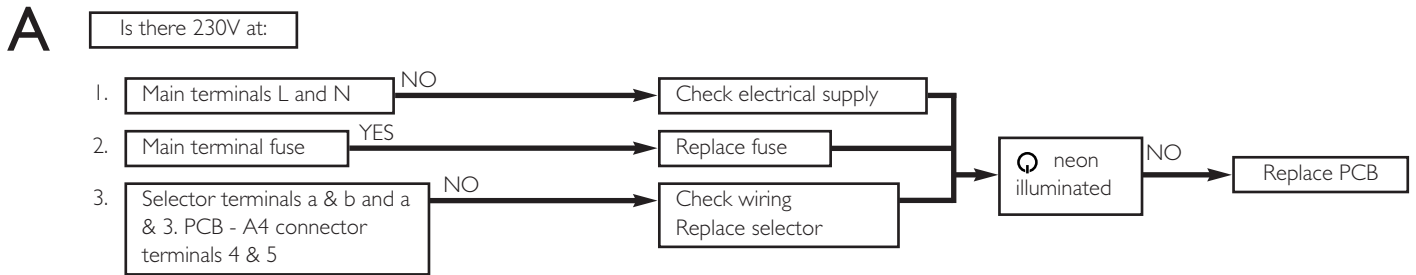 A
Is there 230V at:
1. Main terminals L and N
NO
Check electrical supply
2. Main terminal fuse
YES
Replace fuse
3. Selector terminals a & b and a
& 3. PCB - A4 connector
terminals 4 & 5
NO
Check wiring
Replace selector
neon
illuminated
NO
Replace PCB